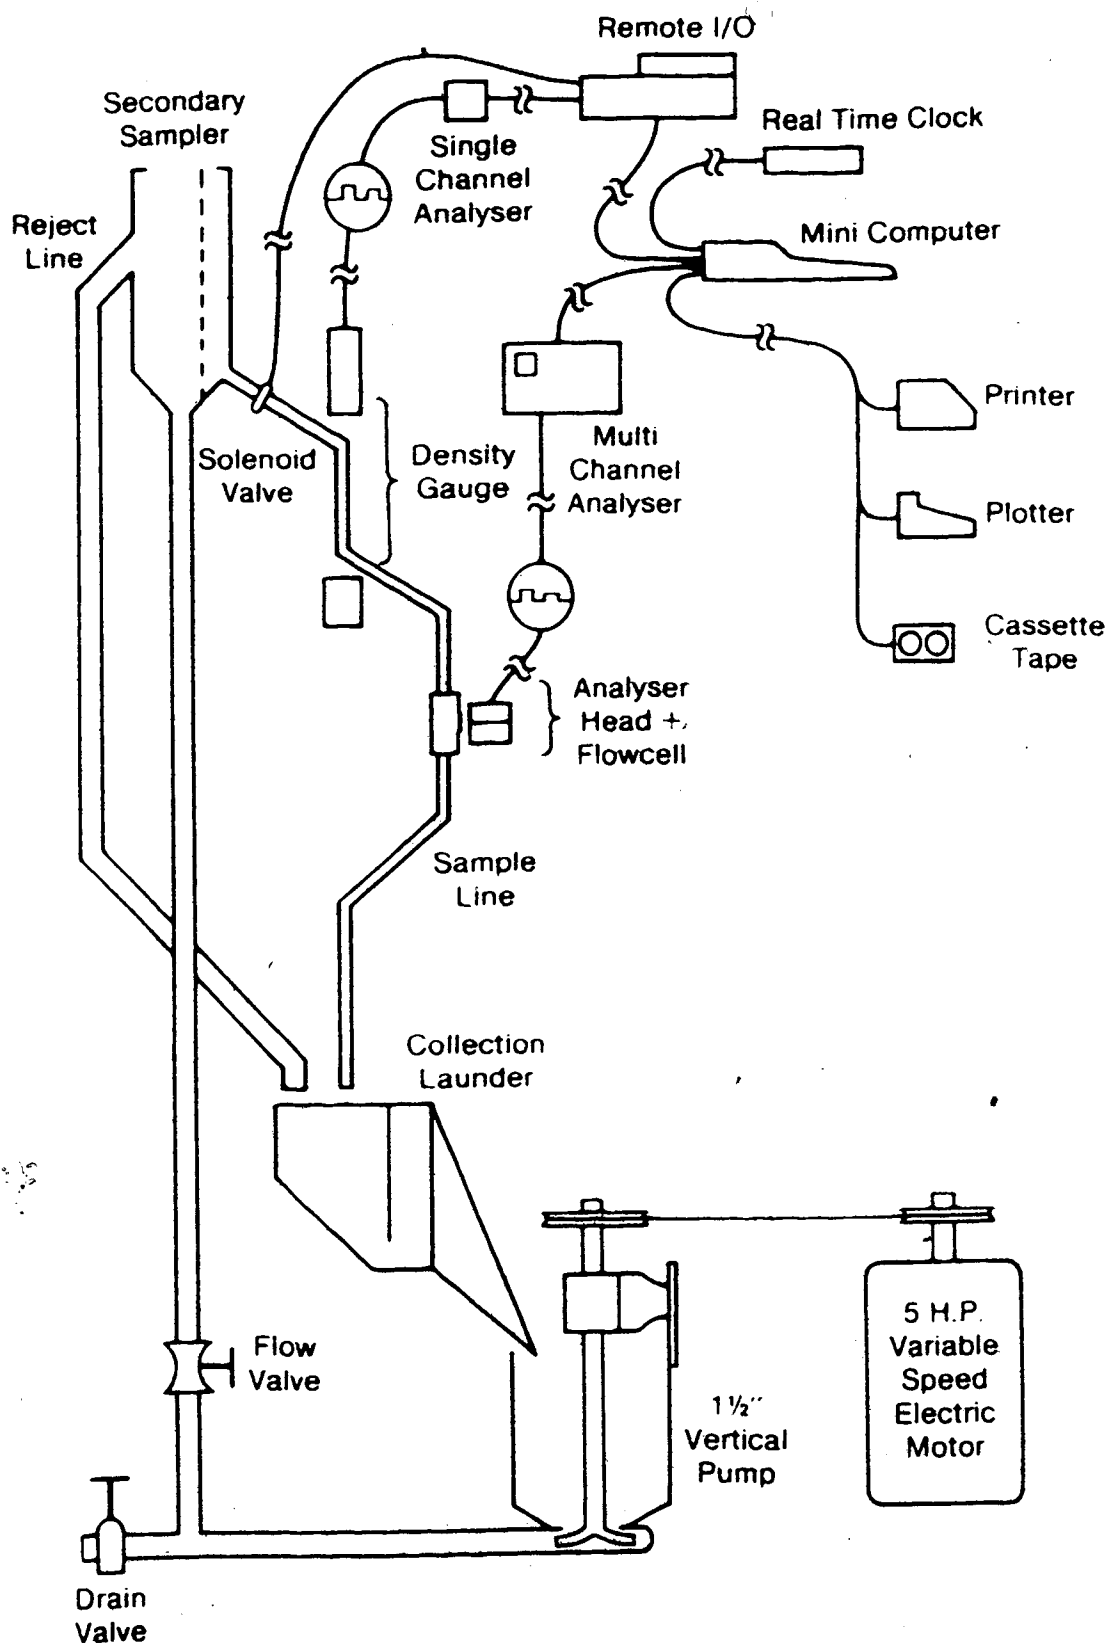 Remote I/O
Secondary
Sampler
Real Time Clock
Single
Channel
Analyser
Reject
Line
Mini Computer
Printer
Solenoid
Valve
Density
Gauge
Multi
Channel
Analyser
Plotter
Cassette
Tape
Analyser
Head +
Flowcell
Sample
Line
Collection
Launder
5 H.P.
Variable
Speed
Electric
Motor
Flow
Valve
1 ½"
Vertical
Pump
Drain
Valve